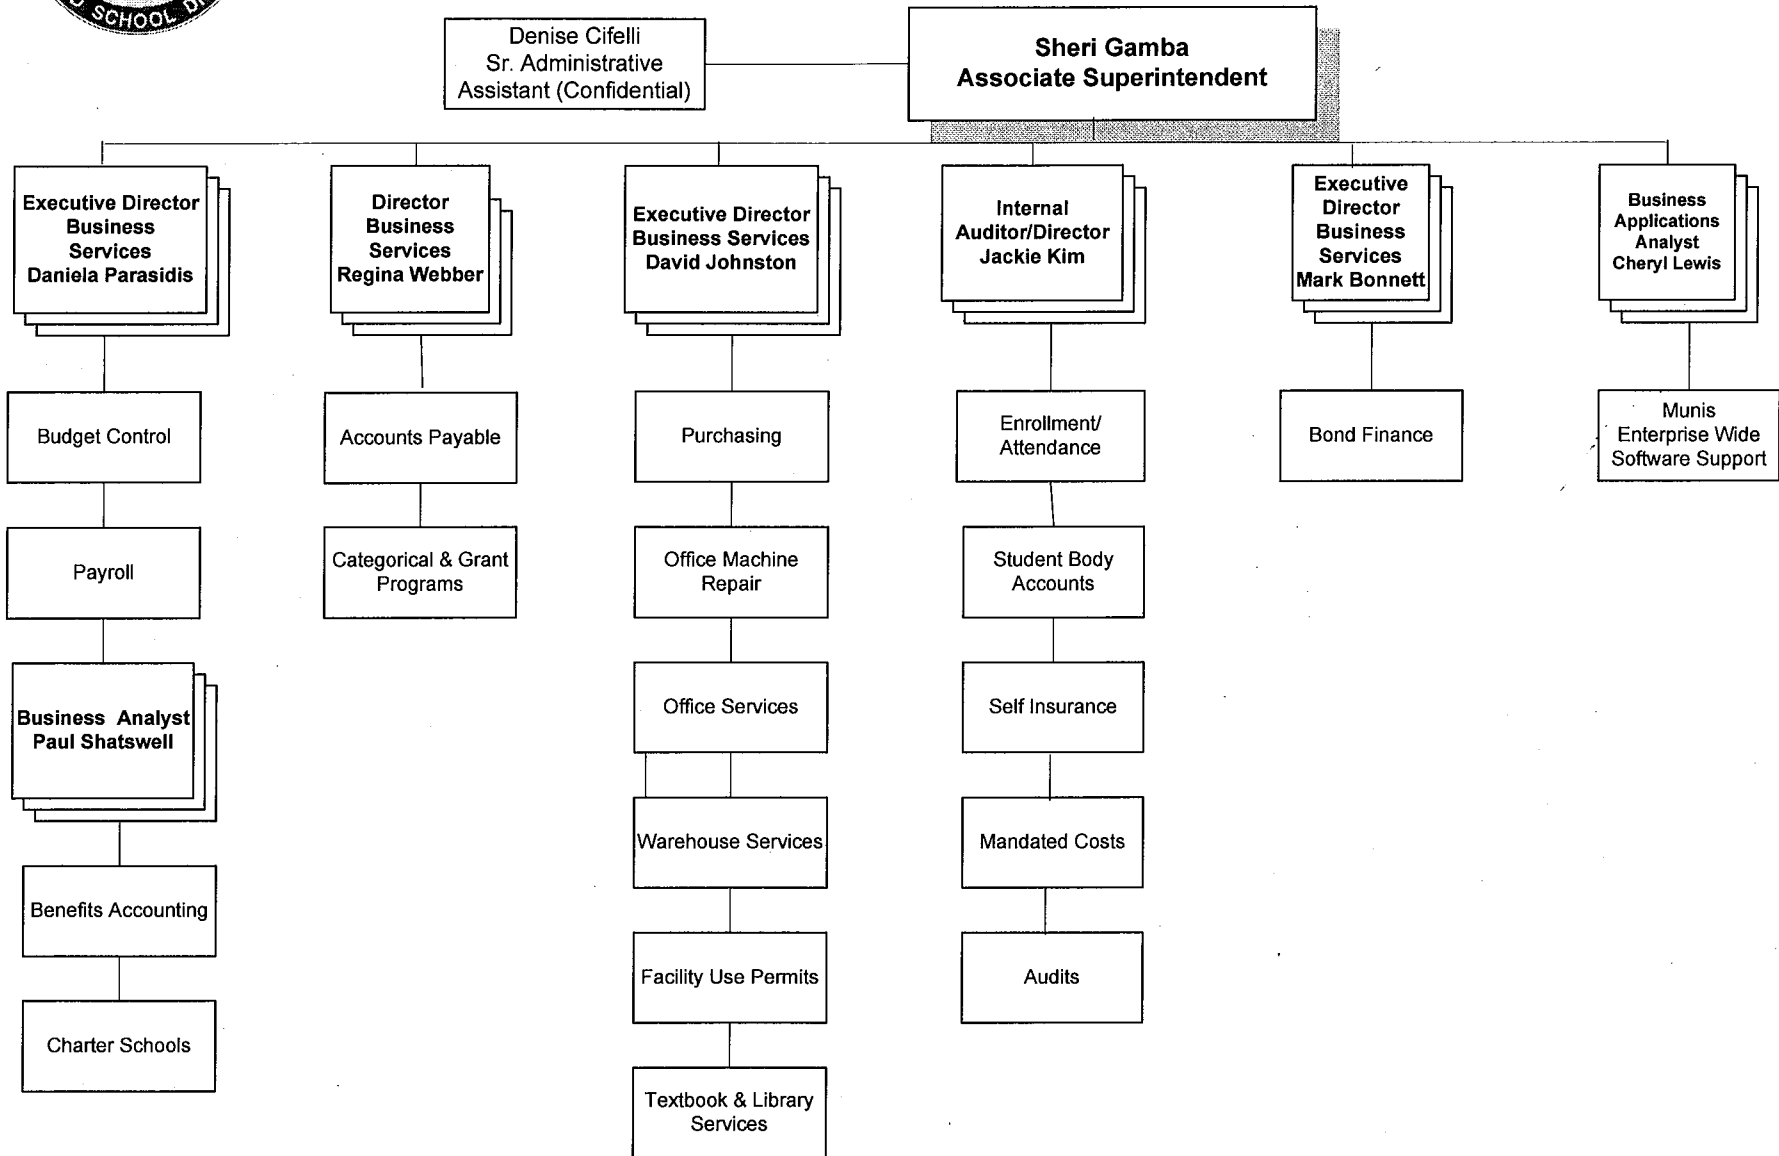 SCHOOL
Denise Cifelli
Sr. Administrative
Assistant (Confidential)
Sheri Gamba
Associate Superintendent
Executive Director
Business
Services
Daniela Parasidis
Director
Business
Services
Regina Webber
Executive Director
Business Services
David Johnston
Internal
Auditor/Director
Jackie Kim
Executive
Director
Business
Services
Mark Bonnett
Business
Applications
Analyst
Cheryl Lewis
Budget Control
Accounts Payable
Purchasing
Enrollment/
Attendance
Bond Finance
Munis
Enterprise Wide
Software Support
Payroll
Categorical & Grant
Programs
Office Machine
Repair
Student Body
Accounts
Business Analyst
Paul Shatswell
Office Services
Self Insurance
Warehouse Services
Mandated Costs
Benefits Accounting
Facility Use Permits
Audits
Charter Schools
Textbook & Library
Services